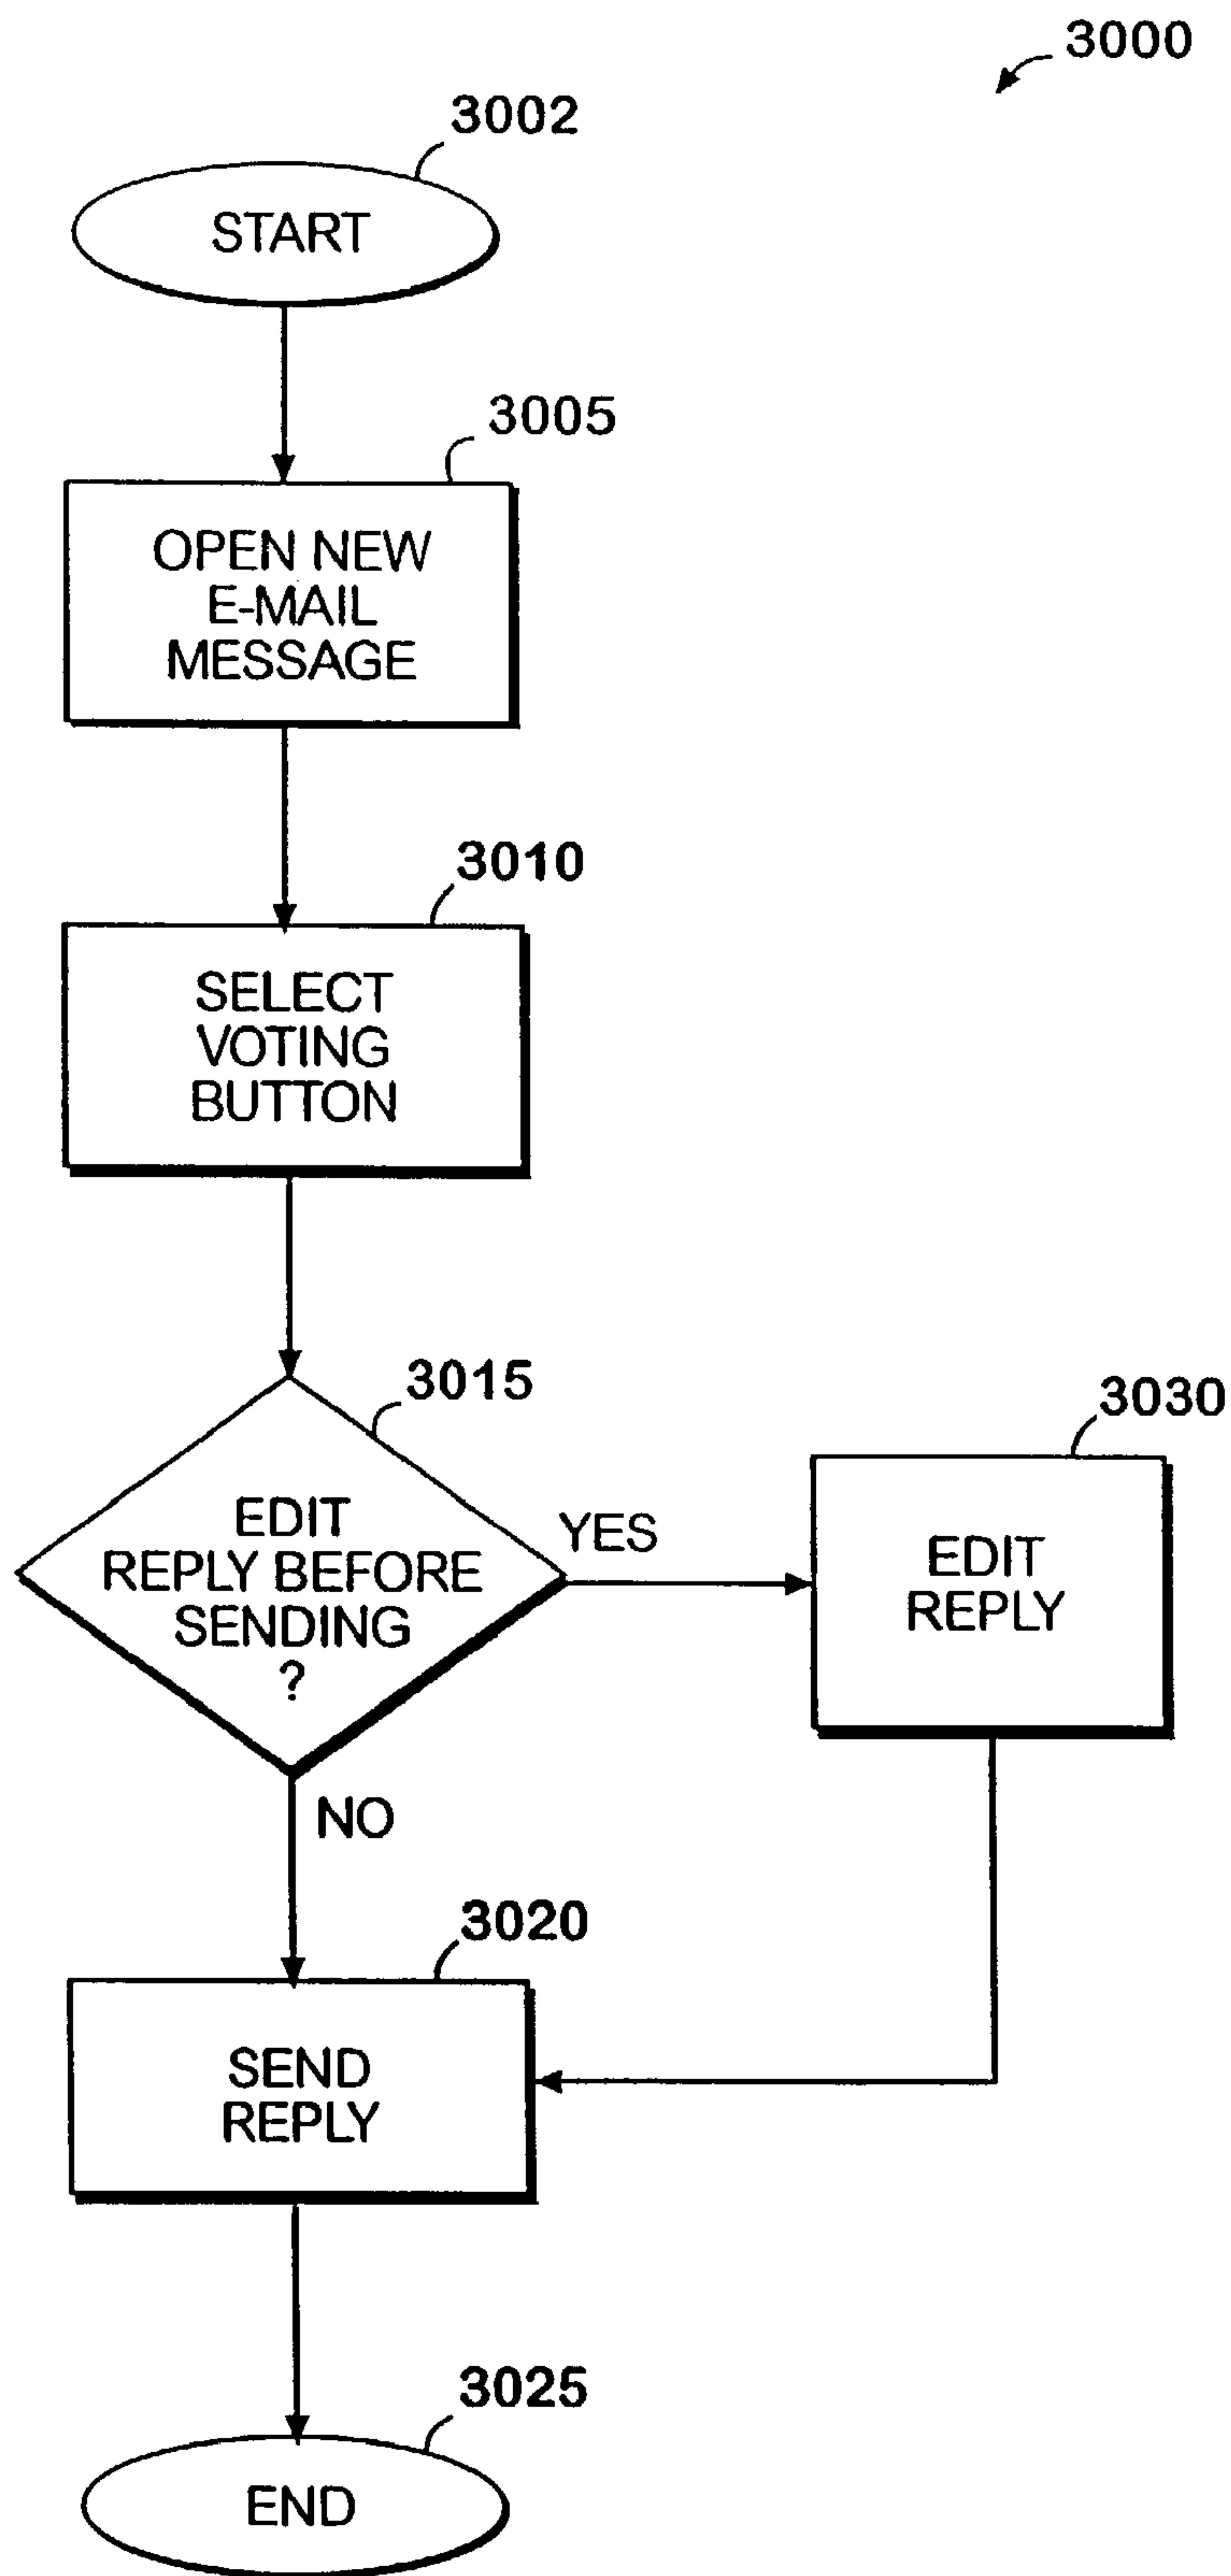 3000
3002
START
3005
OPEN NEW
E-MAIL
MESSAGE
3010
SELECT
VOTING
BUTTON
3015
EDIT
REPLY BEFORE
SENDING
?
YES
3030
EDIT
REPLY
NO
3020
SEND
REPLY
3025
END